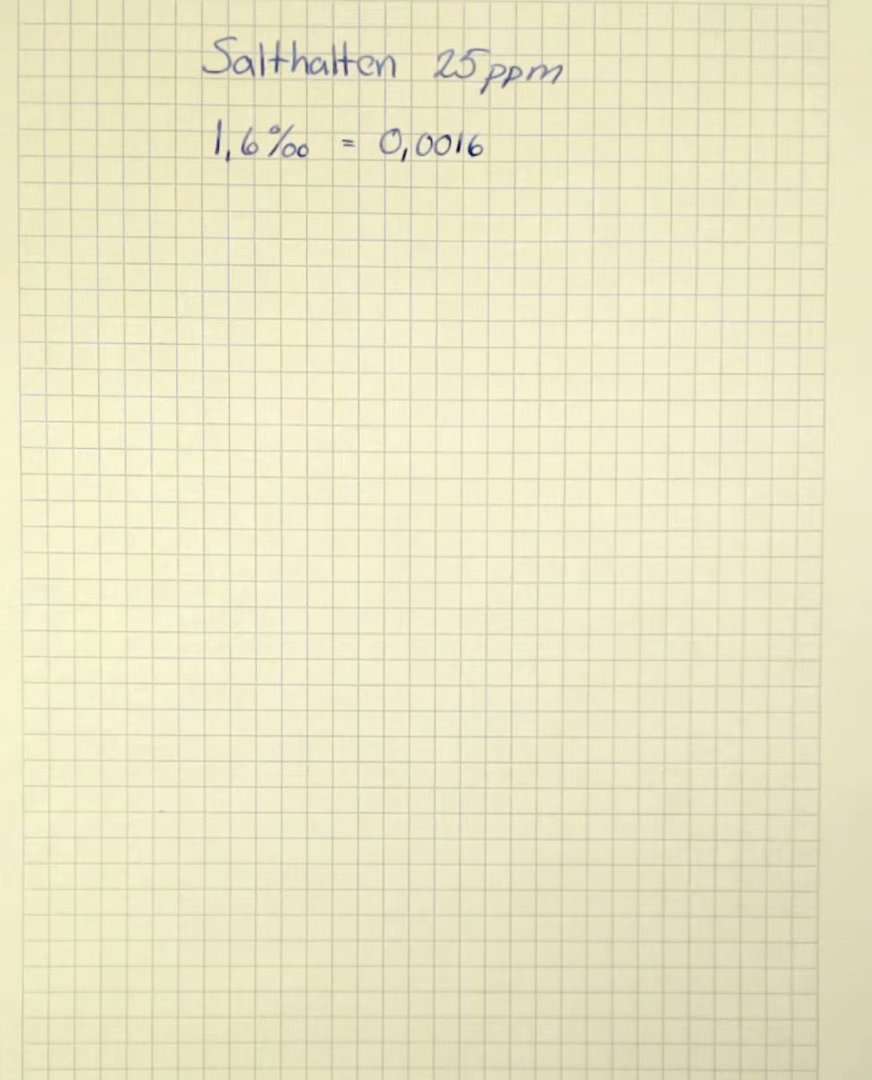 Salthalten 25ppm
1,6‰ = 0,0016